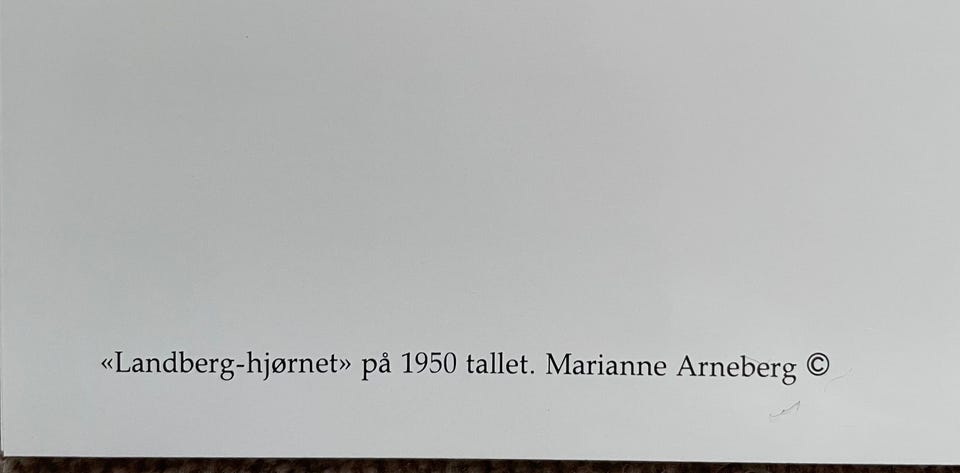 «Landberg-hjørnet» på 1950 tallet. Marianne Arneberg ©